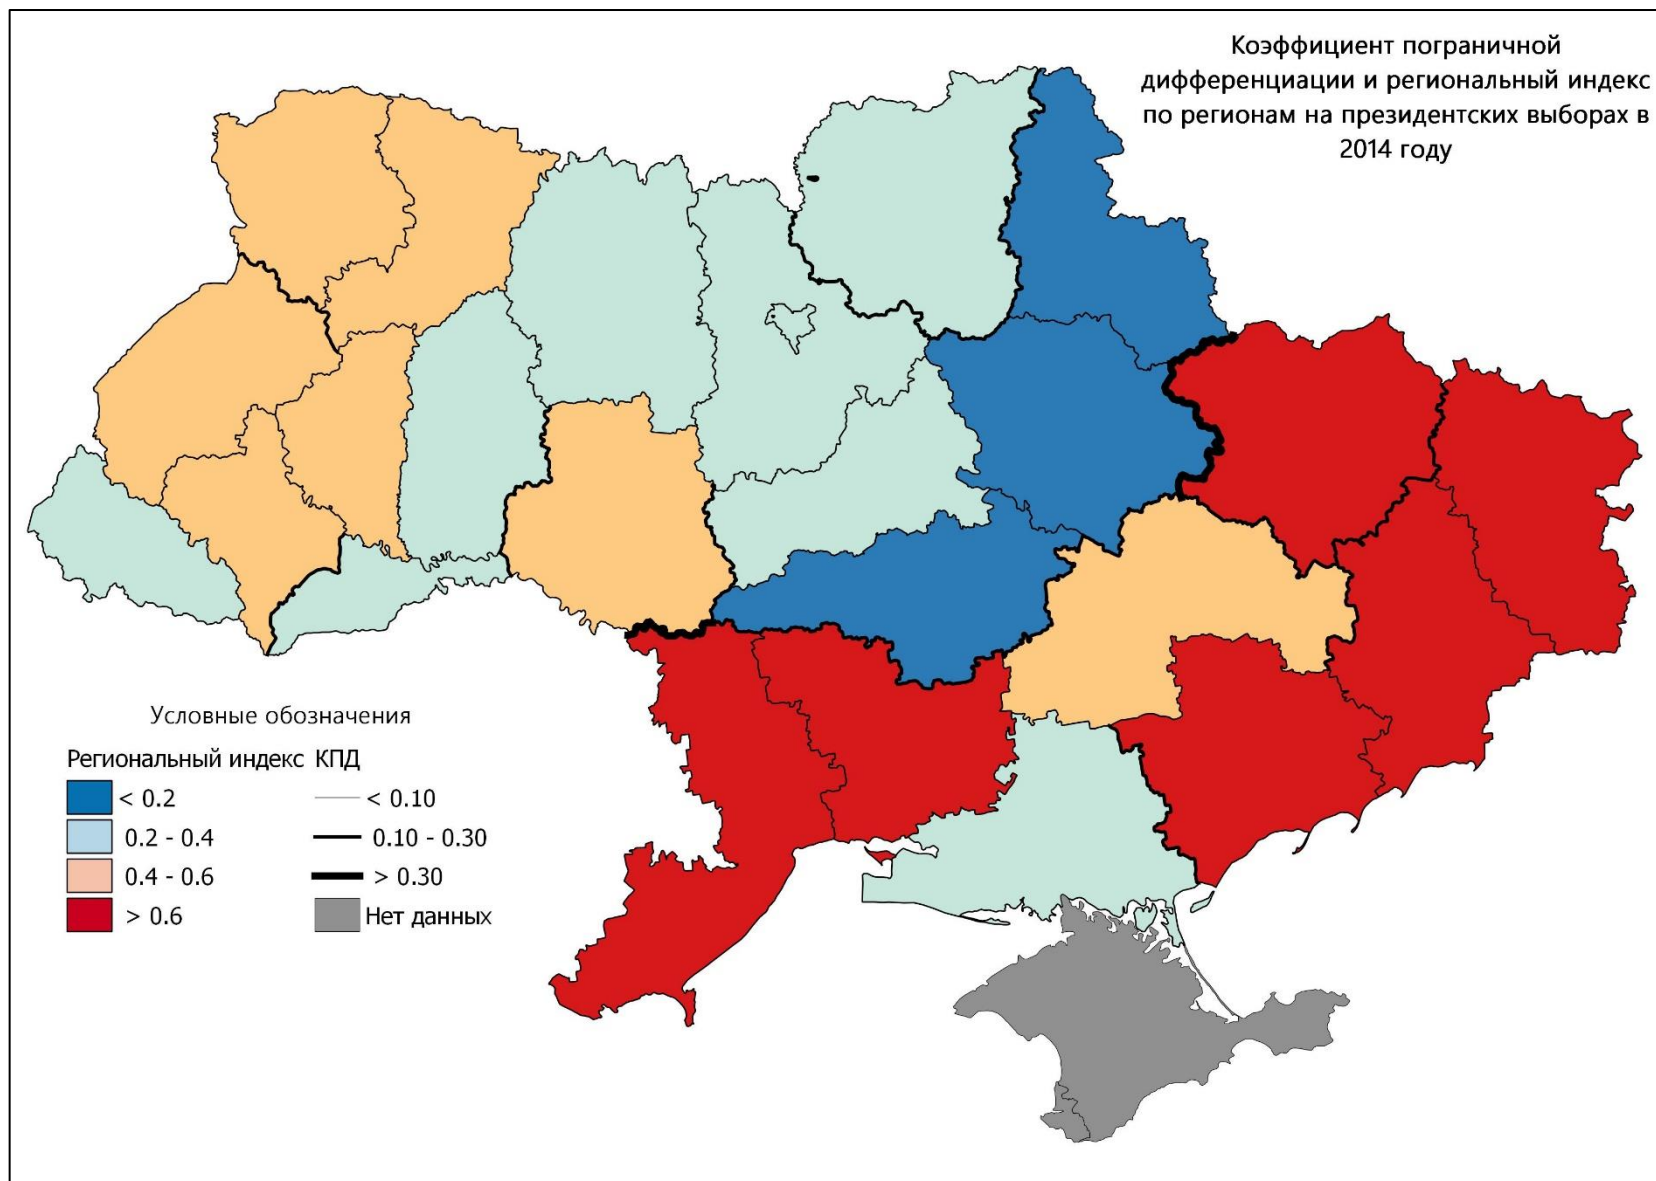 Коэффициент пограничной
дифференциации и региональный индекс
по регионам на президентских выборах в
2014 году
Условные обозначения
Региональный индекс КПД
< 0.2 < 0.10
0.2 - 0.4 0.10 - 0.30
0.4 - 0.6 > 0.30
> 0.6 Нет данных